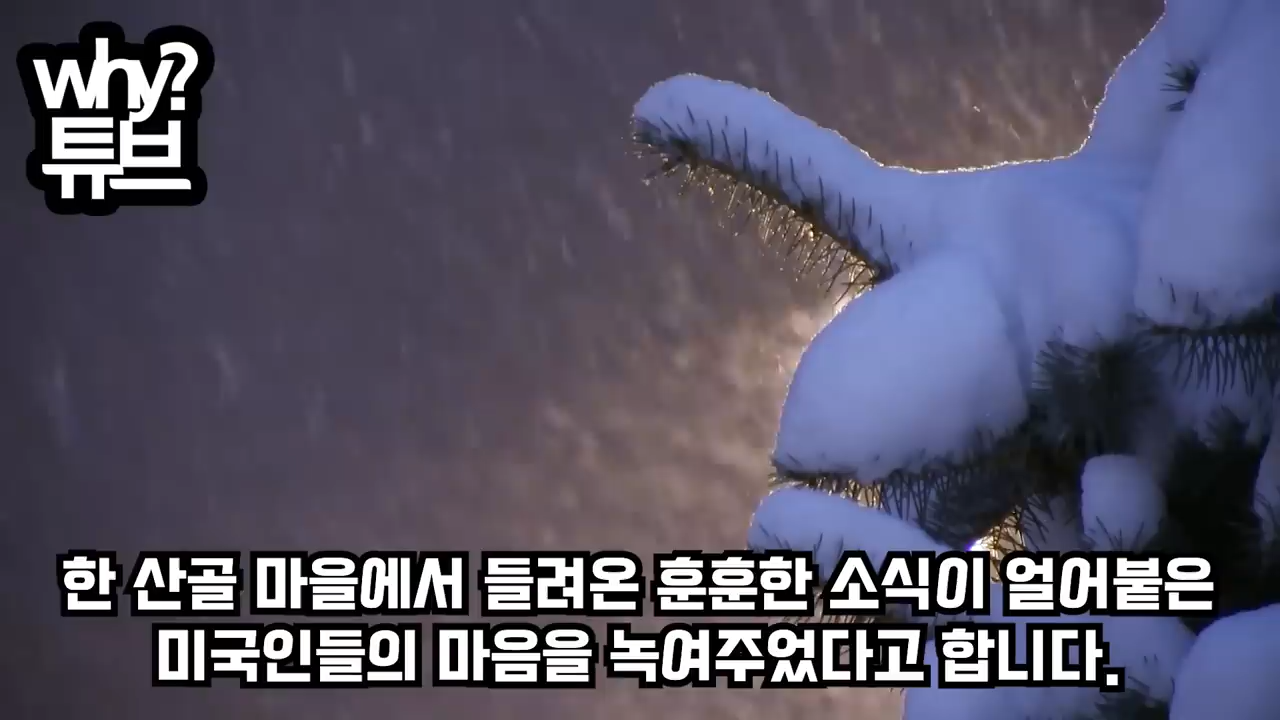 why?
튜브
한 산골 마을에서 들려온 훈훈한 소식이 얼어붙은
미국인들의 마음을 녹여주었다고 합니다.